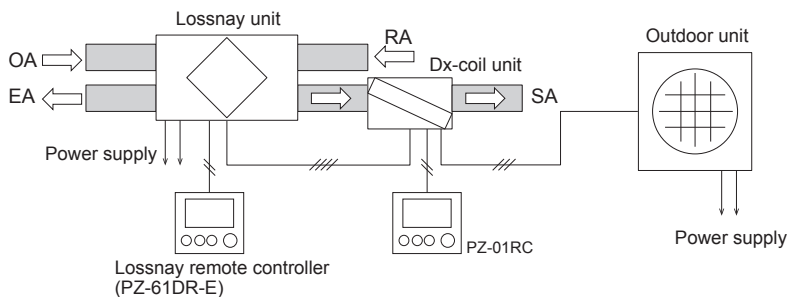 Lossnay unit
OA
RA
Outdoor unit
Dx-coil unit
EA
SA
Power supply
PZ-01RC
Power supply
Lossnay remote controller
(PZ-61DR-E)